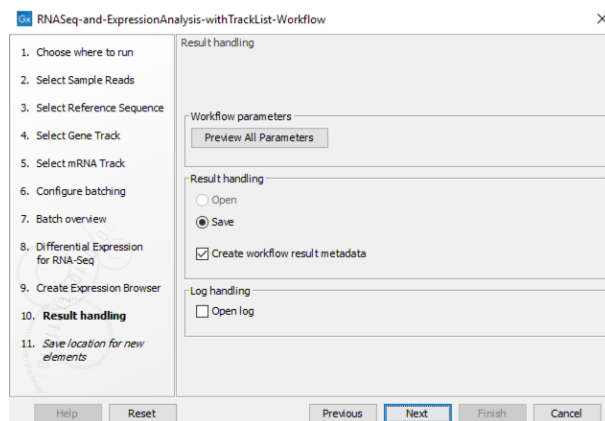 Gx RNASeq-and-ExpressionAnalysis-withTrackList-Workflow
1. Choose where to run
2. Select Sample Reads
3. Select Reference Sequence
4. Select Gene Track
5. Select mRNA Track
6. Configure batching
7. Batch overview
8. Differential Expression
for RNA-Seq
9. Create Expression Browser
10. Result handling
11. Save location for new
elements
Result handling
Workflow parameters
Preview All Parameters
Result handling
Open
Save
Create workflow result metadata
Log handling
Open log
Help Reset Previous Next Finish Cancel